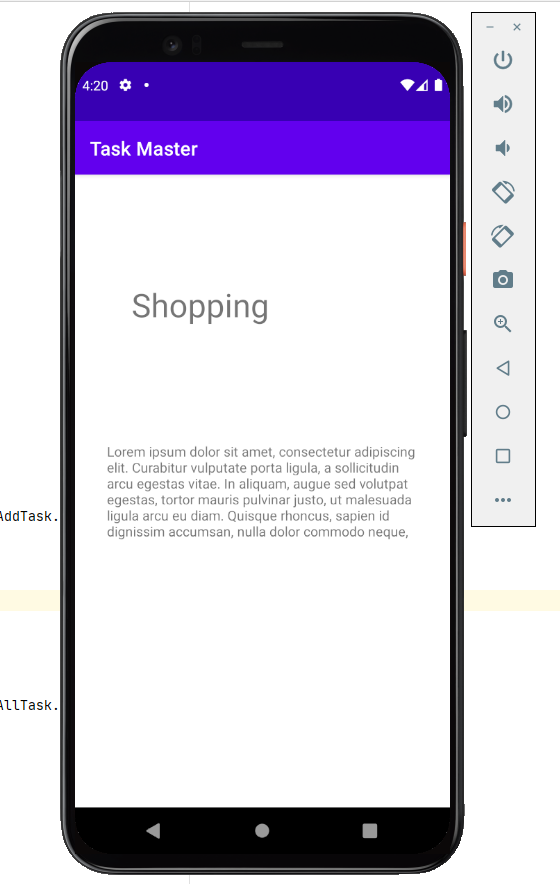 4:20
Task Master
Shopping
Lorem ipsum dolor sit amet, consectetur adipiscing
elit. Curabitur vulputate porta ligula, a sollicitudin
arcu egestas vitae. In aliquam, augue sed volutpat
egestas, tortor mauris pulvinar justo, ut malesuada
ligula arcu eu diam. Quisque rhoncus, sapien id
dignissim accumsan, nulla dolor commodo neque,
AddTask.
AllTask.